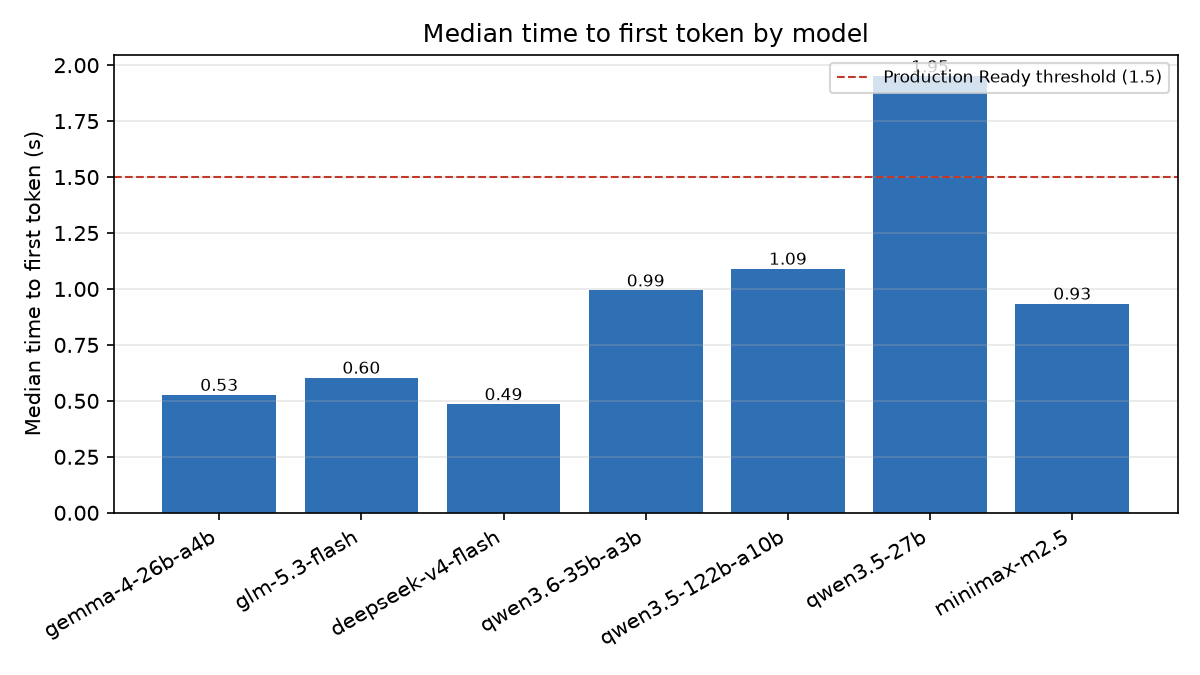 Median time to first token by model
Median time to first token (s)
2.00
1.75
1.50
1.25
1.00
0.75
0.50
0.25
0.00
Production Ready threshold (1.5)
0.53
0.60
0.49
0.99
1.09
1.95
0.93
gemma-4-26b-a4b
glm-5.3-flash
deepseek-v4-flash
qwen3.6-35b-a3b
qwen3.5-122b-a10b
qwen3.5-27b
minimax-m2.5